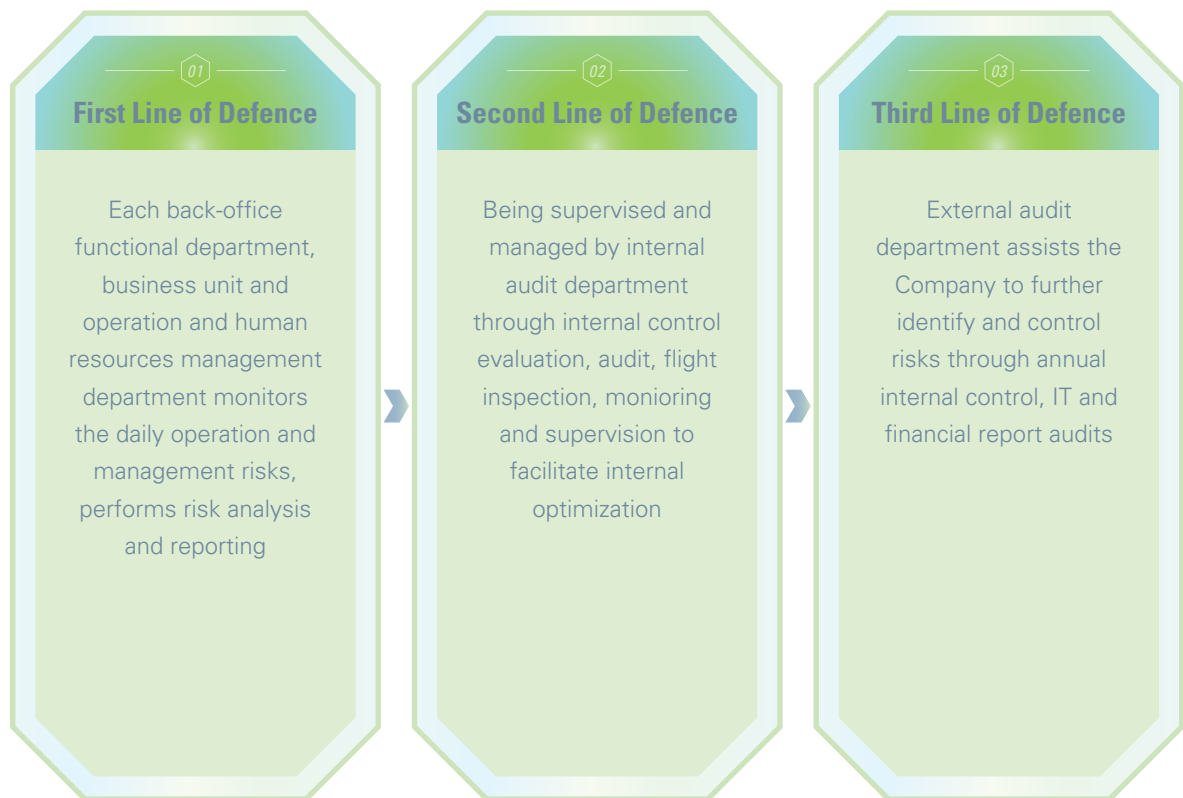 01
First Line of Defence
Each back-office
functional department,
business unit and
operation and human
resources management
department monitors
the daily operation and
management risks,
performs risk analysis
and reporting
02
Second Line of Defence
Being supervised and
managed by internal
audit department
through internal control
evaluation, audit, flight
inspection, monioring
and supervision to
facilitate internal
optimization
03
Third Line of Defence
External audit
department assists the
Company to further
identify and control
risks through annual
internal control, IT and
financial report audits